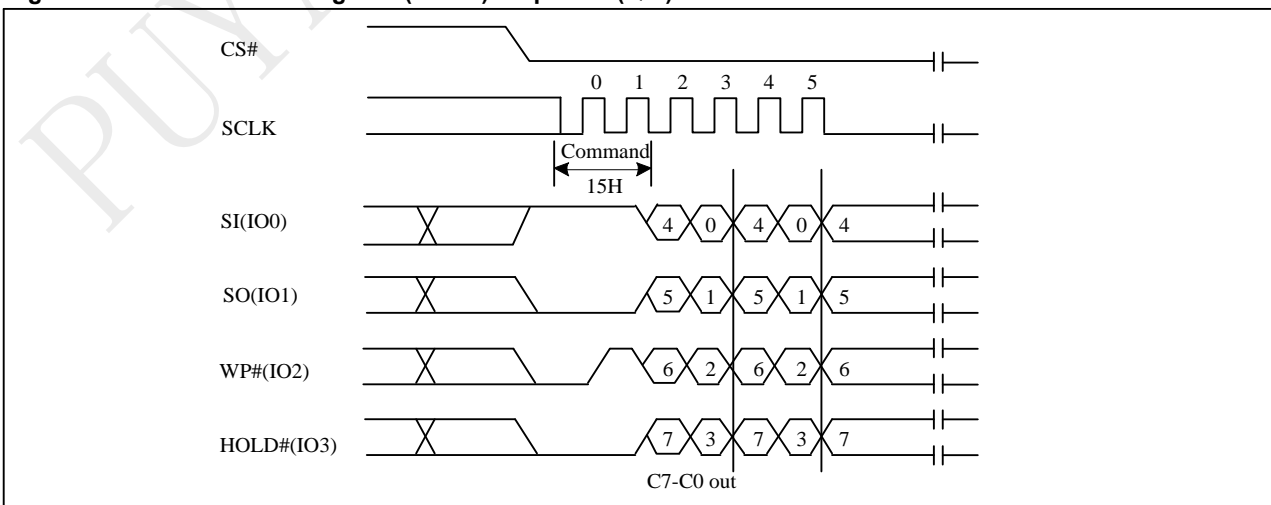 PUYA
CS#
0 1 2 3 4 5
SCLK
Command
15H
SI(IO0) 4 0 4 0 4
SO(IO1) 5 1 5 1 5
WP#(IO2) 6 2 6 2 6
HOLD#(IO3) 7 3 7 3 7
C7-C0 out